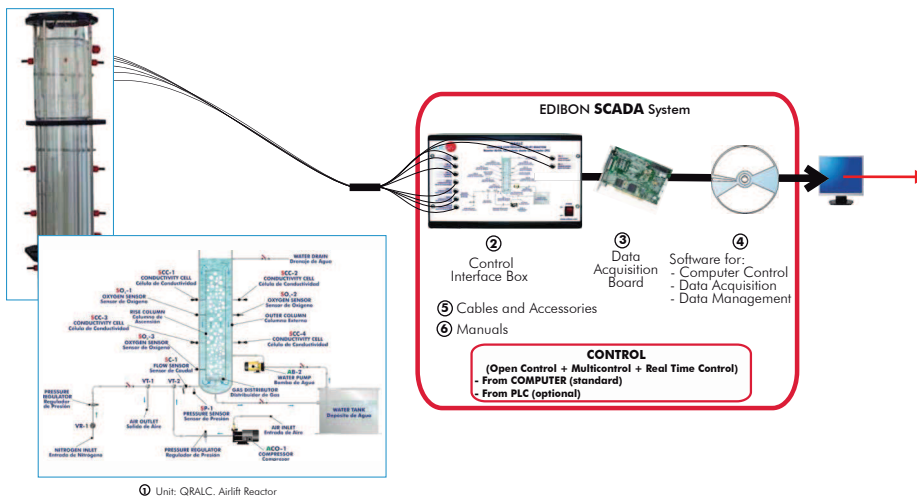 EDIBON SCADA System
②
Control
Interface Box
③
Data
Acquisition
Board
④
Software for:
- Computer Control
- Data Acquisition
- Data Management
⑤ Cables and Accessories
⑥ Manuals
CONTROL
(Open Control + Multicontrol + Real Time Control)
- From COMPUTER (standard)
- From PLC (optional)
WATER DRAIN
Drenaje de Agua
SCC-1
CONDUCTIVITY CELL
Célula de Conductividad
SCC-2
CONDUCTIVITY CELL
Célula de Conductividad
SO₂-1
OXYGEN SENSOR
Sensor de Oxígeno
SO₂-2
OXYGEN SENSOR
Sensor de Oxígeno
RISE COLUMN
Columna de
Ascensión
OUTER COLUMN
Columna Externa
SCC-3
CONDUCTIVITY CELL
Célula de Conductividad
SO₂-3
OXYGEN SENSOR
Sensor de Oxígeno
SCC-4
CONDUCTIVITY CELL
Célula de Conductividad
SC-1
FLOW SENSOR
Sensor de Caudal
AB-2
WATER PUMP
Bomba de Agua
GAS DISTRIBUTOR
Distribuidor de Gas
PRESSURE
REGULATOR
Regulador
de Presión
VT-1
VT-2
SP-1
PRESSURE SENSOR
Sensor de Presión
WATER TANK
Depósito de Agua
AIR OUTLET
Salida de Aire
AIR INLET
Entrada de Aire
VR-1
NITROGEN INLET
Entrada de Nitrógeno
PRESSURE REGULATOR
Regulador de Presión
ACO-1
COMPRESSOR
Compresor
① Unit: QRALC. Airlift Reactor